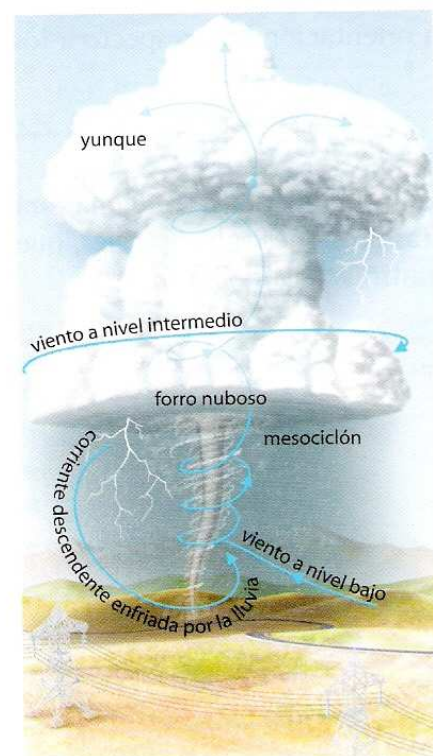 yunque
viento a nivel intermedio
forro nuboso
mesociclón
corriente descendente enfriada por la lluvia
viento a nivel bajo